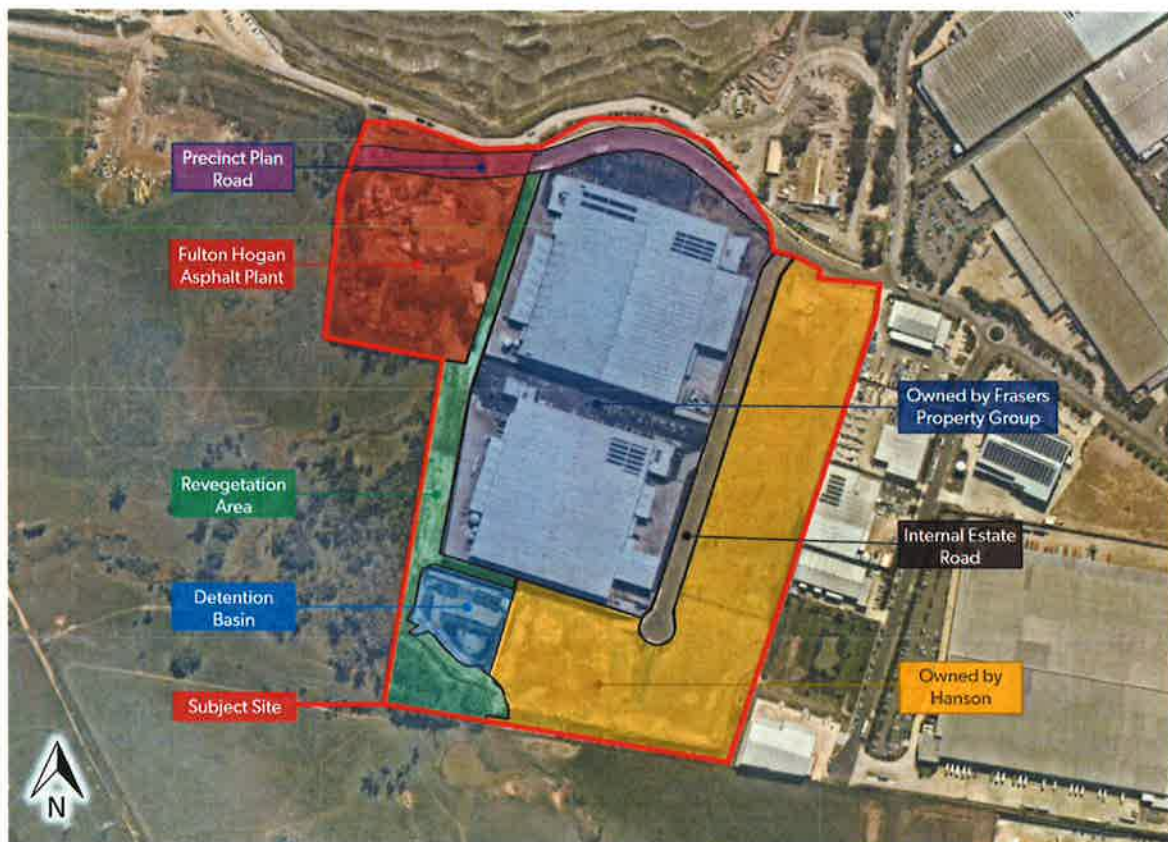 Precinct Plan
Road
Fulton Hogan
Asphalt Plant
Owned by Frasers
Property Group
Revegetation
Area
Internal Estate
Road
Detention
Basin
Owned by
Hanson
Subject Site
N